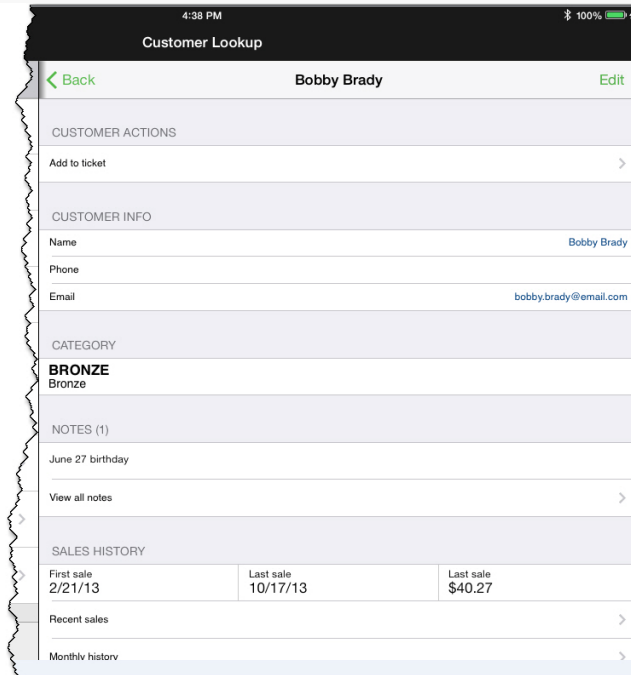 4:38 PM 100%
Customer Lookup
Back Bobby Brady Edit
CUSTOMER ACTIONS
Add to ticket
CUSTOMER INFO
Name Bobby Brady
Phone
Email bobby.brady@email.com
CATEGORY
BRONZE
Bronze
NOTES (1)
June 27 birthday
View all notes
SALES HISTORY
First sale Last sale Last sale
2/21/13 10/17/13 $40.27
Recent sales
Monthly history